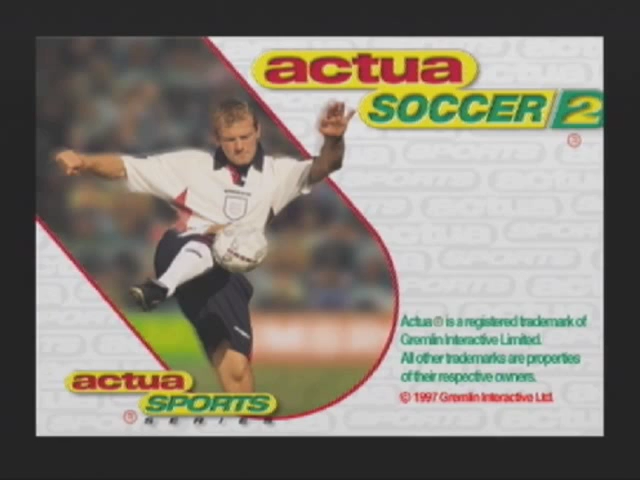 actua
SOCCER 2
®
Actua ® is a registered trademark of
Gremlin Interactive Limited.
All other trademarks are properties
of their respective owners.
© 1997 Gremlin Interactive Ltd.
actua
SPORTS
® SERIES